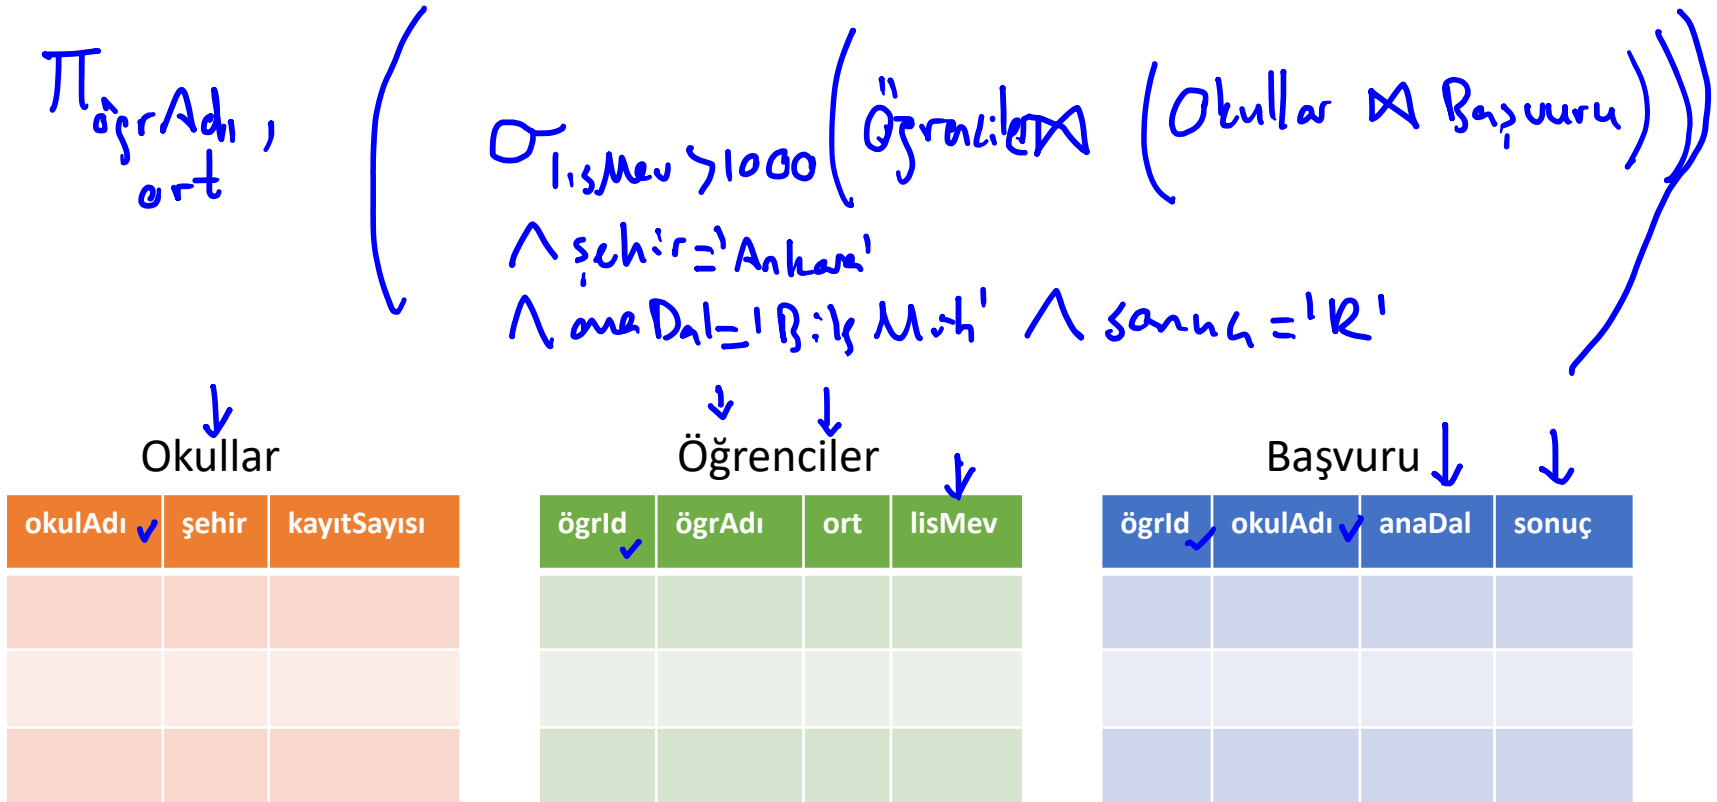 π ögrAdı, ort ( σ lisMev >1000 ( Öğrenciler ⋈ ( Okullar ⋈ Başvuru ) ) )
∧ şehir='Ankara'
∧ anaDal='Bilg Müh' ∧ sonuç='R'
Okullar Öğrenciler Başvuru
okulAdı şehir kayıtSayısı ögrId ögrAdı ort lisMev ögrId okulAdı anaDal sonuç